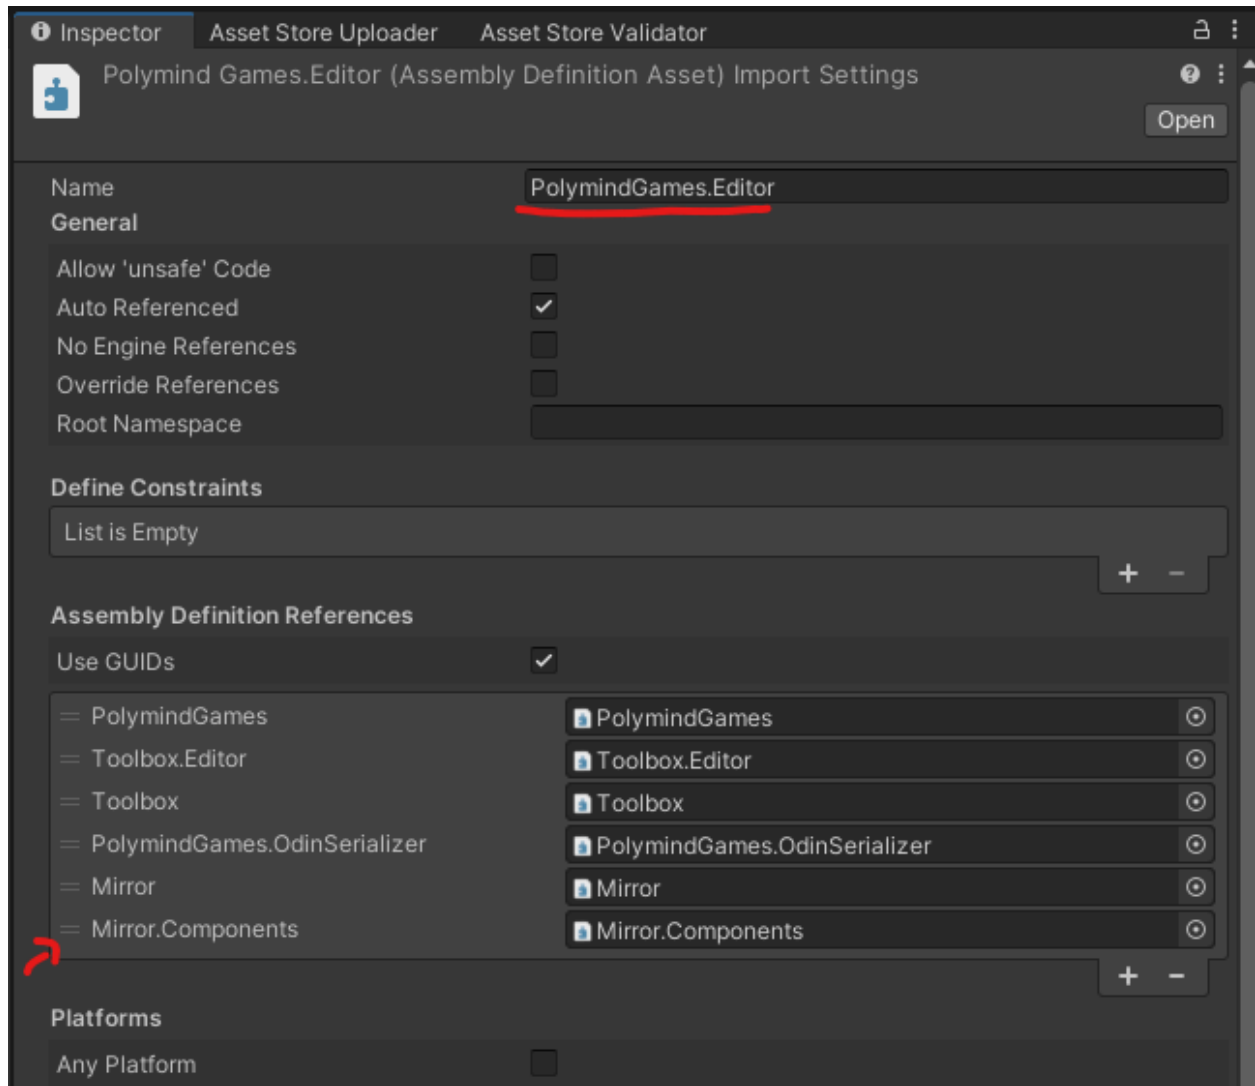 Inspector Asset Store Uploader Asset Store Validator
Polymind Games.Editor (Assembly Definition Asset) Import Settings
Open
Name PolymindGames.Editor
General
Allow 'unsafe' Code
Auto Referenced
No Engine References
Override References
Root Namespace
Define Constraints
List is Empty
Assembly Definition References
Use GUIDs
PolymindGames PolymindGames
Toolbox.Editor Toolbox.Editor
Toolbox Toolbox
PolymindGames.OdinSerializer PolymindGames.OdinSerializer
Mirror Mirror
Mirror.Components Mirror.Components
Platforms
Any Platform